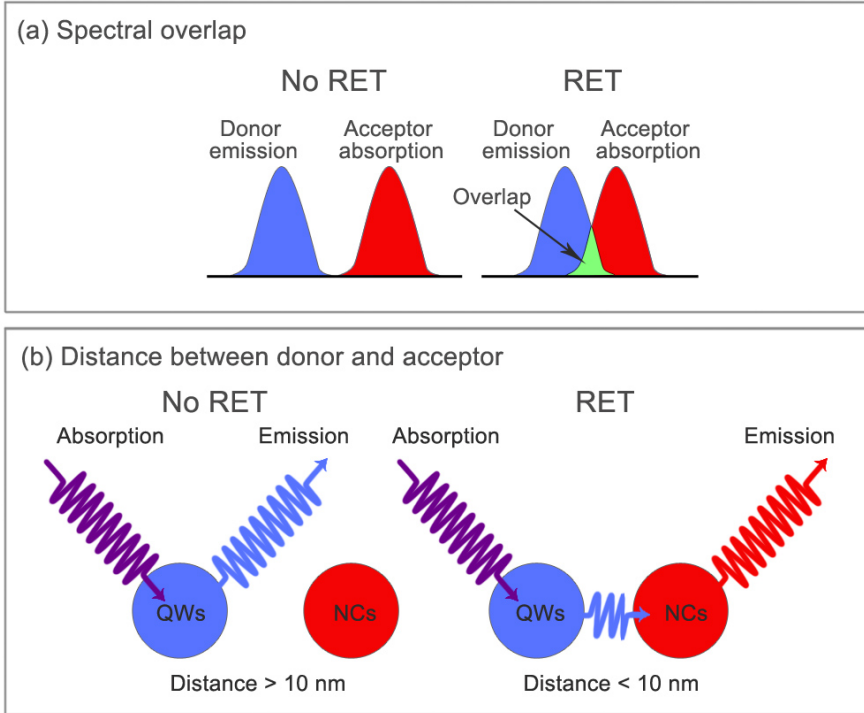 (a) Spectral overlap
No RET
RET
Donor
emission
Acceptor
absorption
Donor
emission
Acceptor
absorption
Overlap
(b) Distance between donor and acceptor
No RET
RET
Absorption
Emission
Absorption
Emission
QWs
NCs
QWs
NCs
Distance > 10 nm
Distance < 10 nm